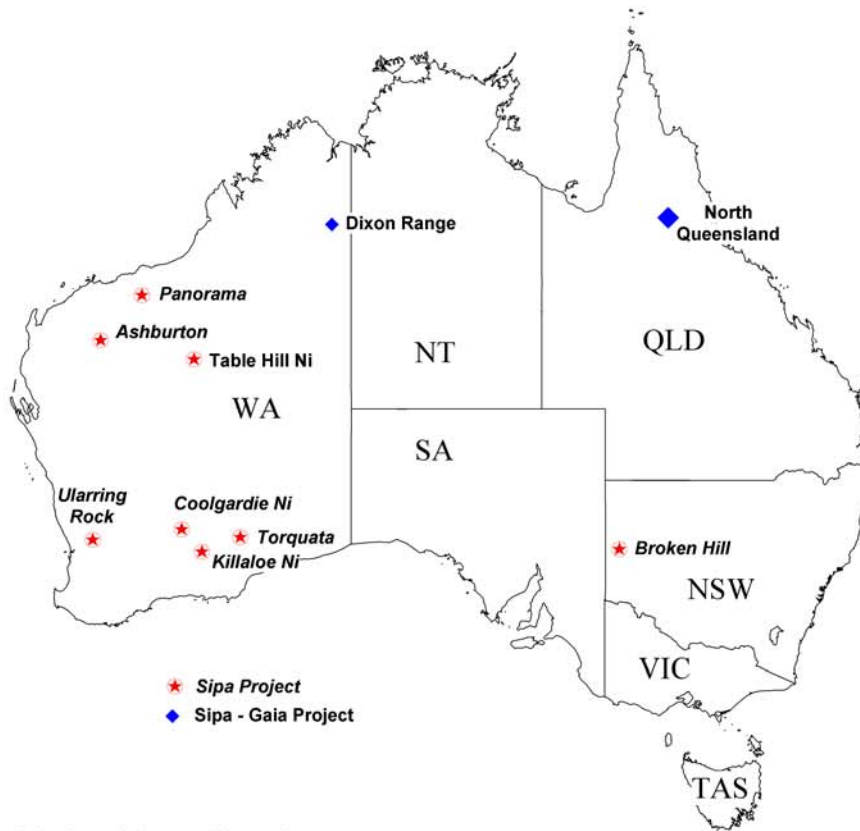 Dixon Range
North
Queensland
Panorama
Ashburton
Table Hill Ni
NT
QLD
WA
SA
Ularring
Rock
Coolgardie Ni
Torquata
Killaloe Ni
Broken Hill
NSW
VIC
Sipa Project
Sipa - Gaia Project
TAS